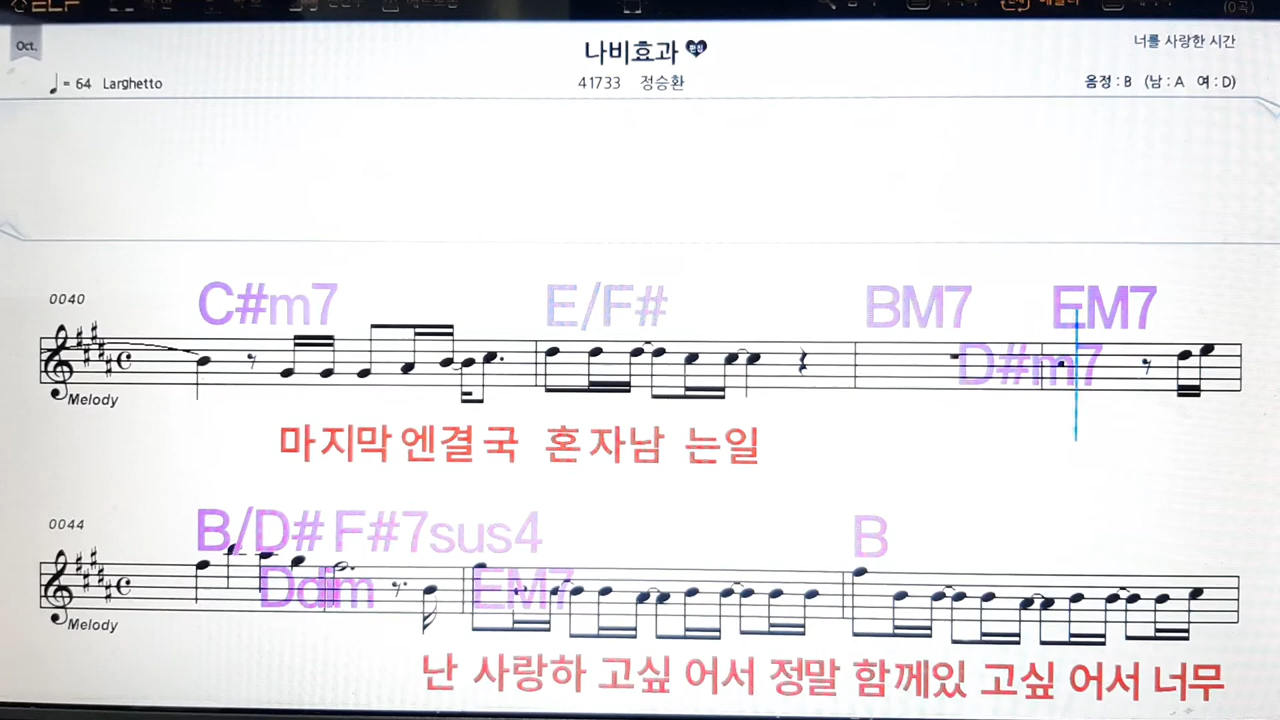 ELF
(0곡)
Oct.
나비효과
너를 사랑한 시간
= 64 Larghetto
41733 정승환
음정 : B (남 : A 여 : D)
0040
C#m7 E/F# BM7 EM7
D#m7
Melody
마지막 엔결국 혼자남 는일
0044
B/D# F#7sus4 B
Ddim EM7
Melody
난 사랑하 고싶 어서 정말 함께있 고싶 어서 너무